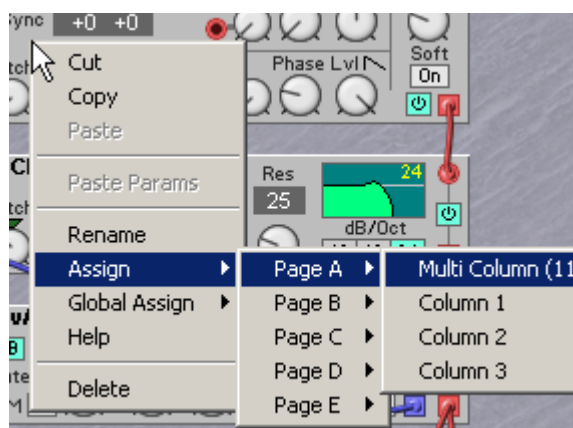 +0 +0
Cut
Copy
Paste
Paste Params
Rename
Assign
Global Assign
Help
Delete
Phase Lvl
Soft
On
Res
24
25
dB/Oct
Page A
Page B
Page C
Page D
Page E
Multi Column (11
Column 1
Column 2
Column 3